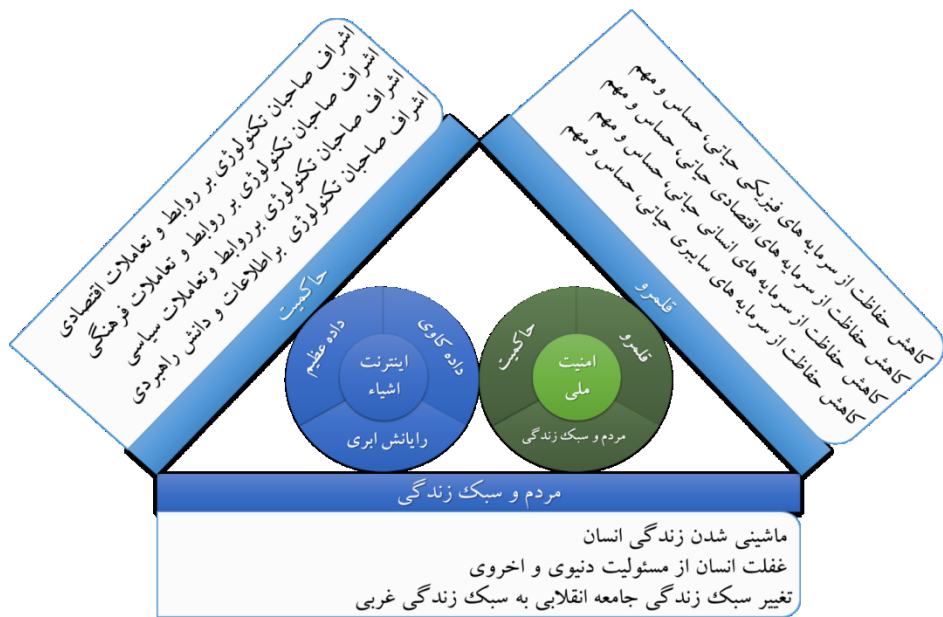 اشراف صاحبان تکنولوژی بر روابط و تعاملات اقتصادی
اشراف صاحبان تکنولوژی بر روابط و تعاملات فرهنگی
اشراف صاحبان تکنولوژی برروابط وتعاملات سیاسی
اشراف صاحبان تکنولوژی براطلاعات و دانش راهبردی
حاکمیت
کاهش حفاظت از سرمایه های فیزیکی حیاتی، حساس و مهم
کاهش حفاظت از سرمایه های اقتصادی حیاتی، حساس و مهم
کاهش حفاظت از سرمایه های انسانی حیاتی، حساس و مهم
کاهش حفاظت از سرمایه های سایبری حیاتی، حساس و مهم
قلمرو
قلمرو
حاکمیت
امنیت
ملی
مردم و سبک زندگی
داده کاوی
داده عظیم
اینترنت
اشیاء
رایانش ابری
مردم و سبک زندگی
ماشینی شدن زندگی انسان
غفلت انسان از مسئولیت دنیوی و اخروی
تغییر سبک زندگی جامعه انقلابی به سبک زندگی غربی